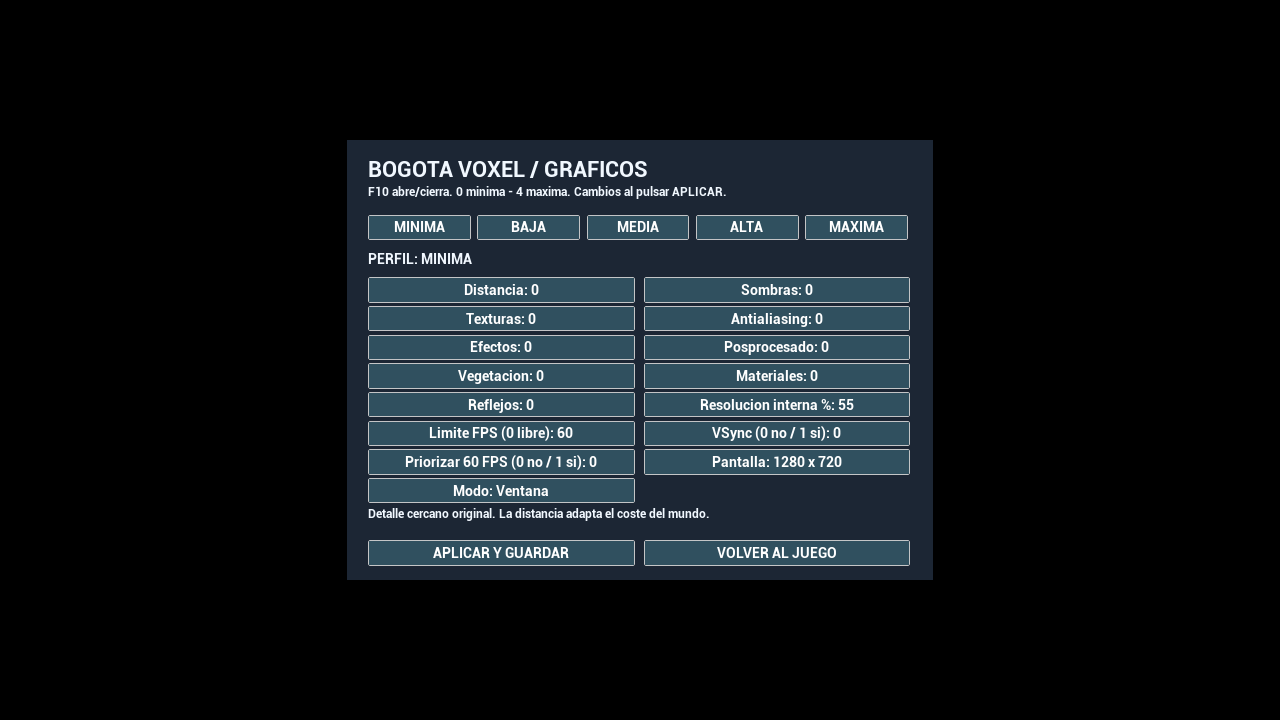 BOGOTA VOXEL / GRAFICOS
F10 abre/cierra. 0 minima - 4 maxima. Cambios al pulsar APLICAR.
MINIMA BAJA MEDIA ALTA MAXIMA
PERFIL: MINIMA
Distancia: 0 Sombras: 0
Texturas: 0 Antialiasing: 0
Efectos: 0 Posprocesado: 0
Vegetacion: 0 Materiales: 0
Reflejos: 0 Resolucion interna %: 55
Limite FPS (0 libre): 60 VSync (0 no / 1 si): 0
Priorizar 60 FPS (0 no / 1 si): 0 Pantalla: 1280 x 720
Modo: Ventana
Detalle cercano original. La distancia adapta el coste del mundo.
APLICAR Y GUARDAR VOLVER AL JUEGO